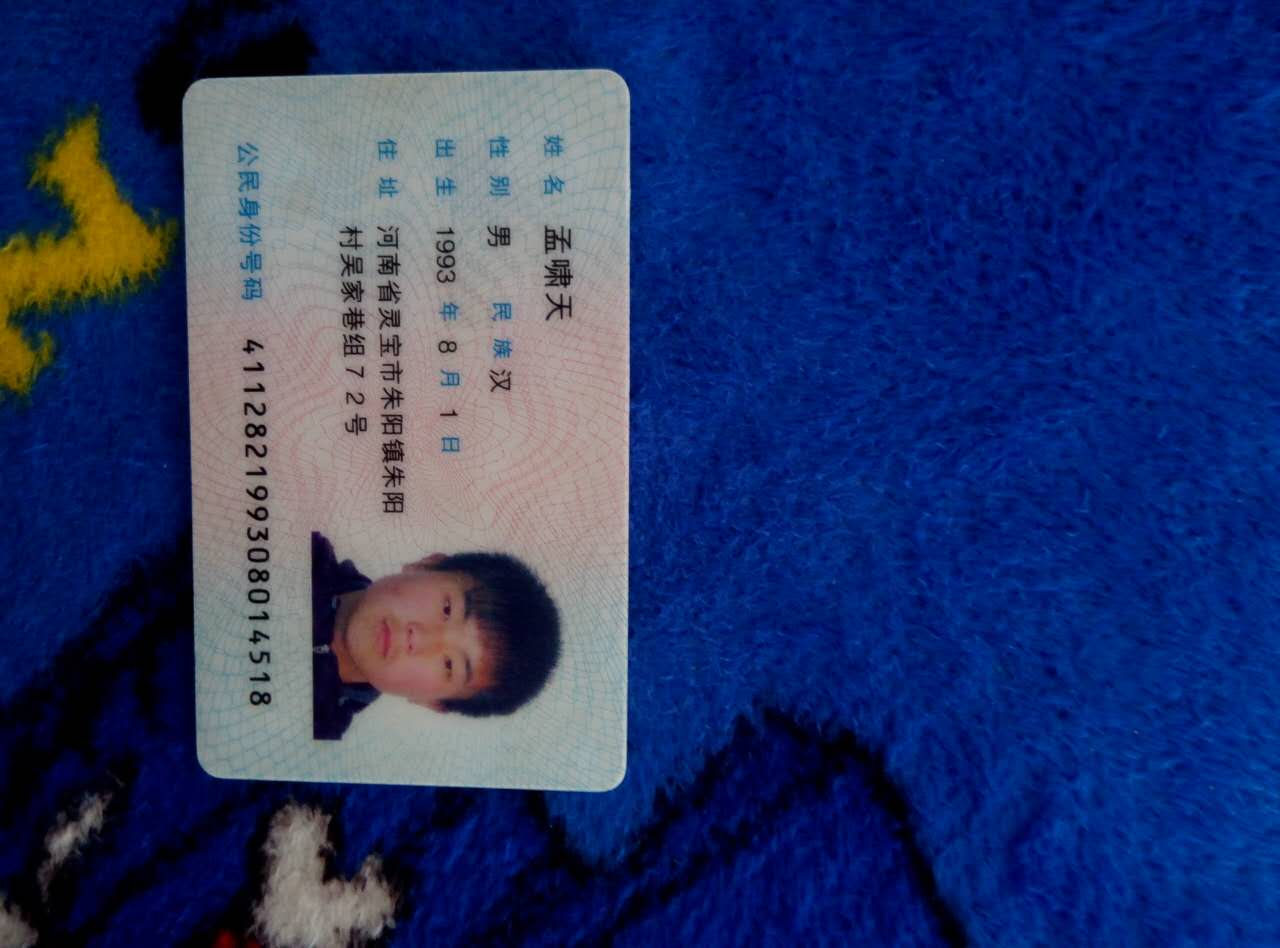 姓名 孟啸天
性别 男 民族 汉
出生 1993 年 8 月 1 日
住址 河南省灵宝市朱阳镇朱阳
村吴家巷组72号
公民身份号码 411282199308014518